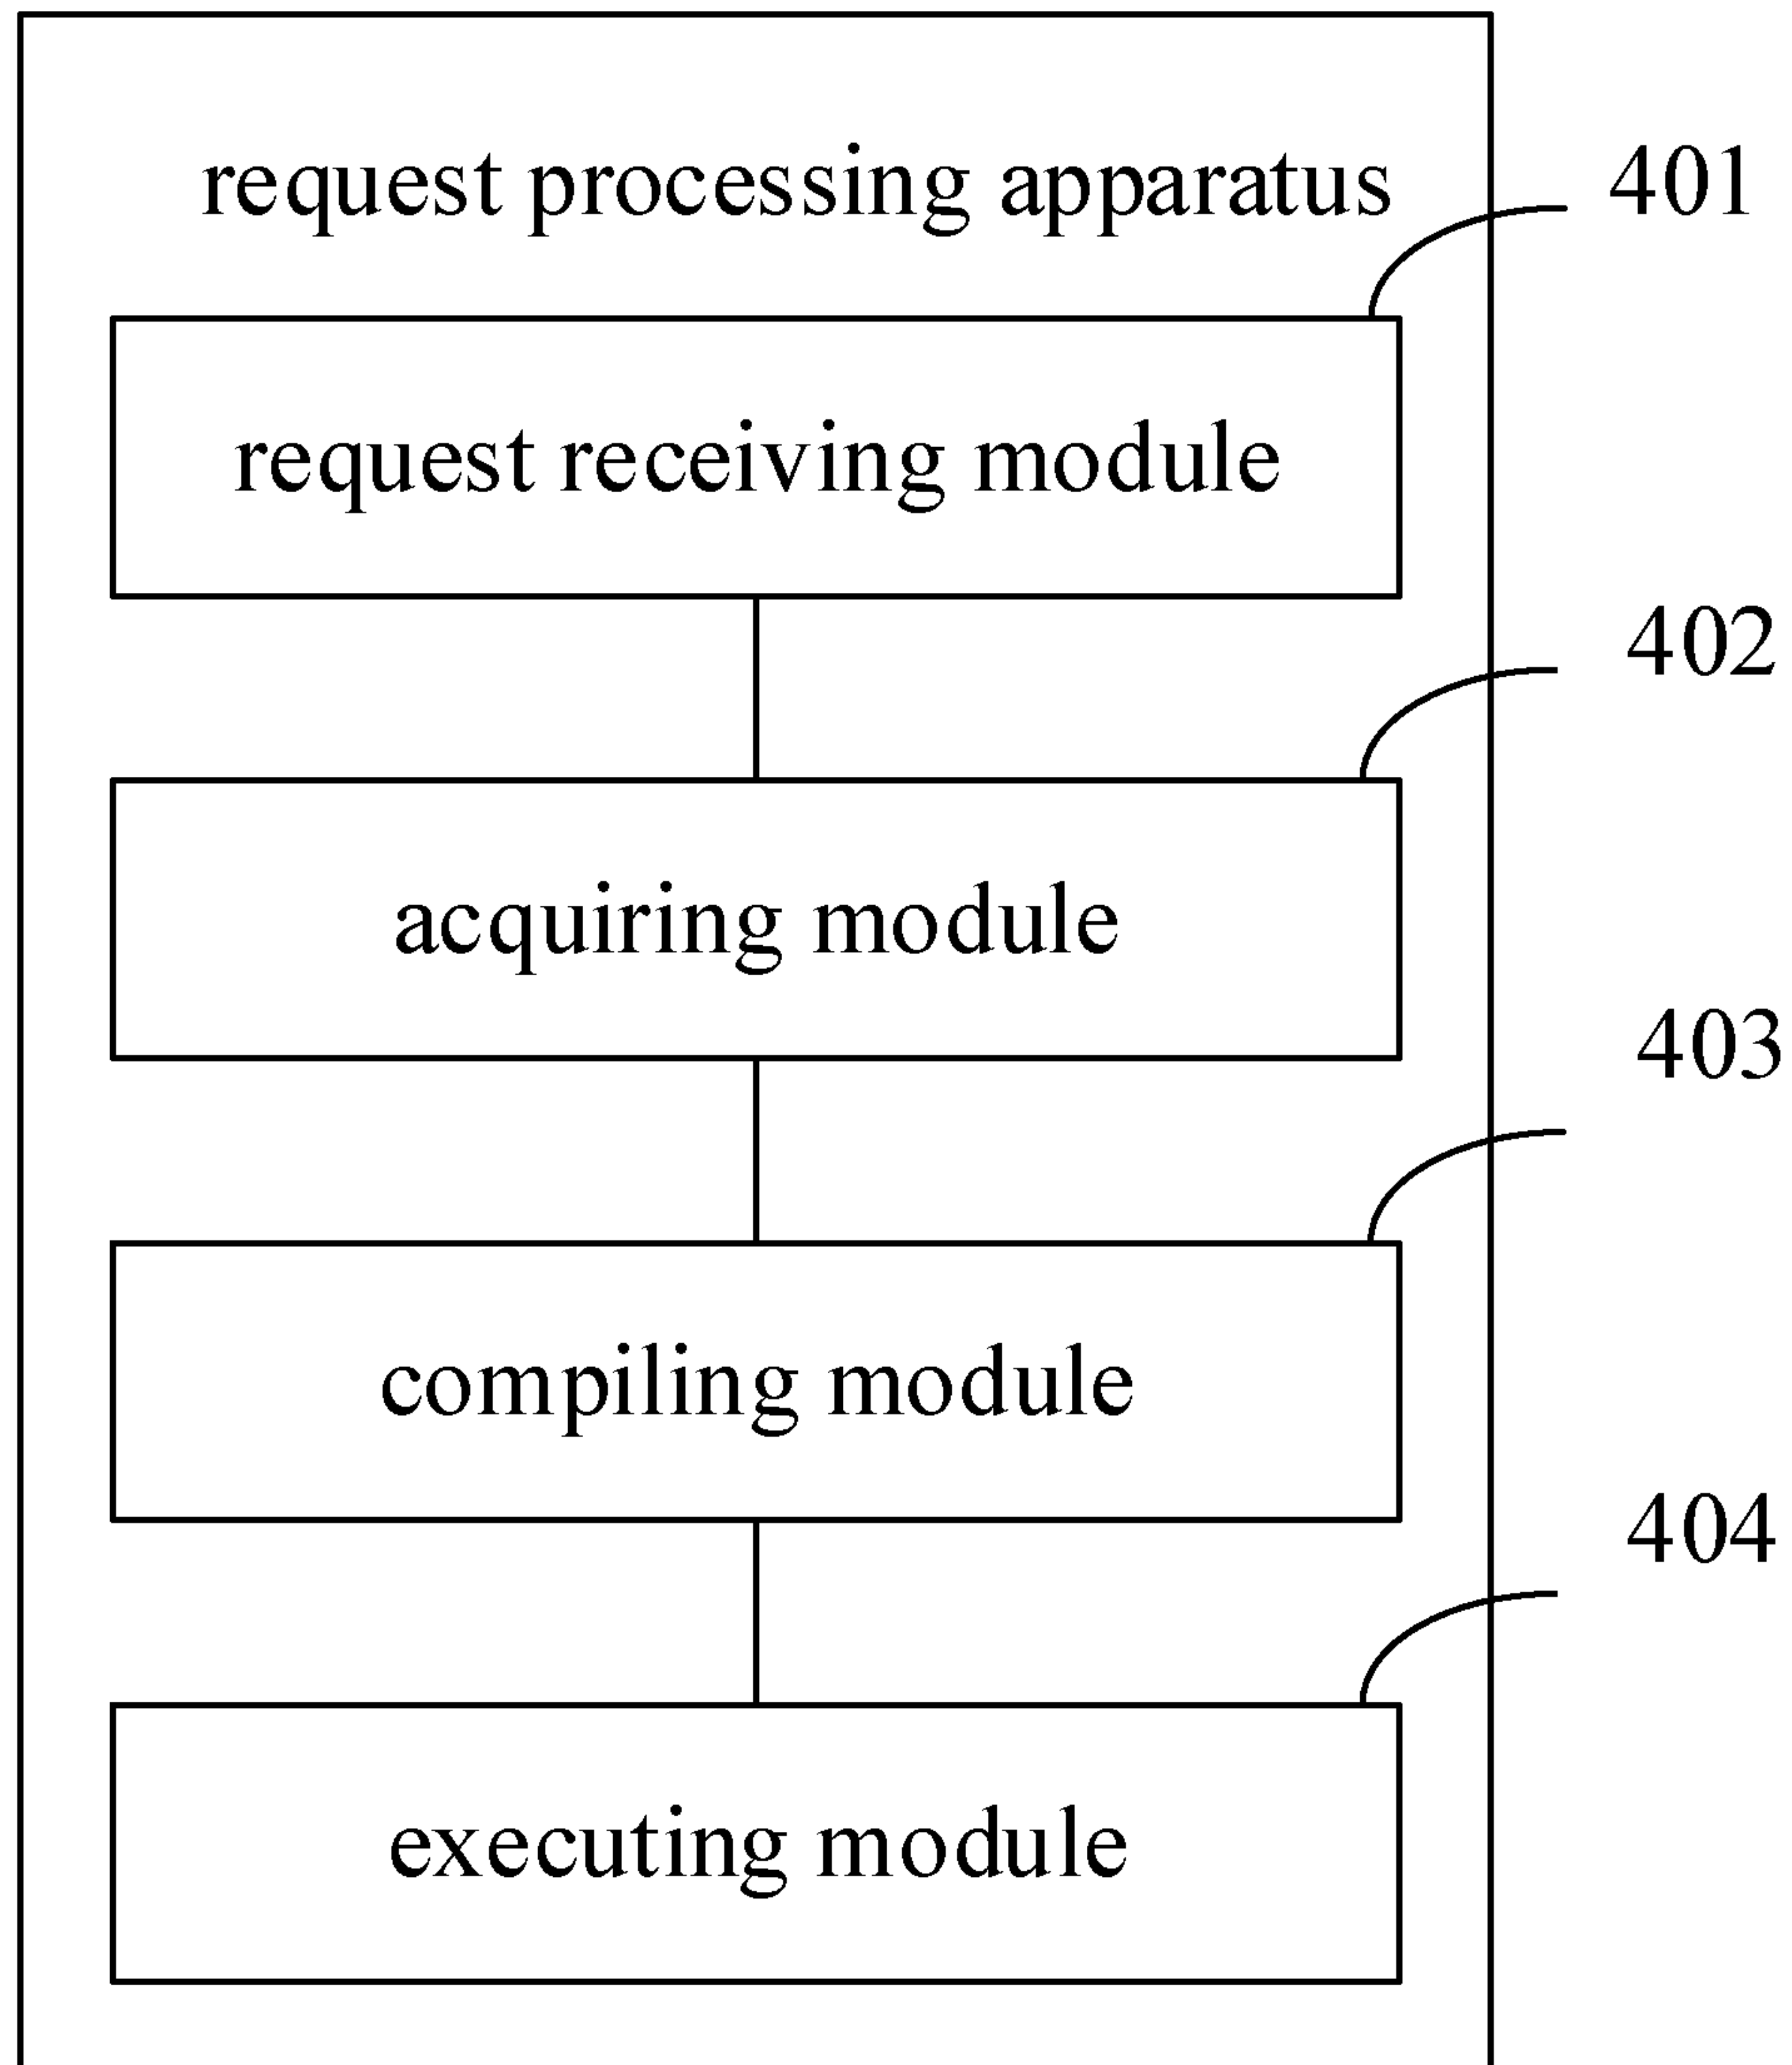 request processing apparatus
401
request receiving module
402
acquiring module
403
compiling module
404
executing module